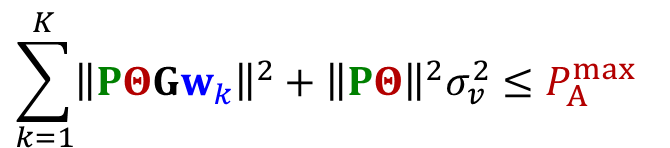 ∑_{k=1}^{K} ‖𝐏𝚯𝐆𝐰_k‖² + ‖𝐏𝚯‖²σ_v² ≤ P_A^max